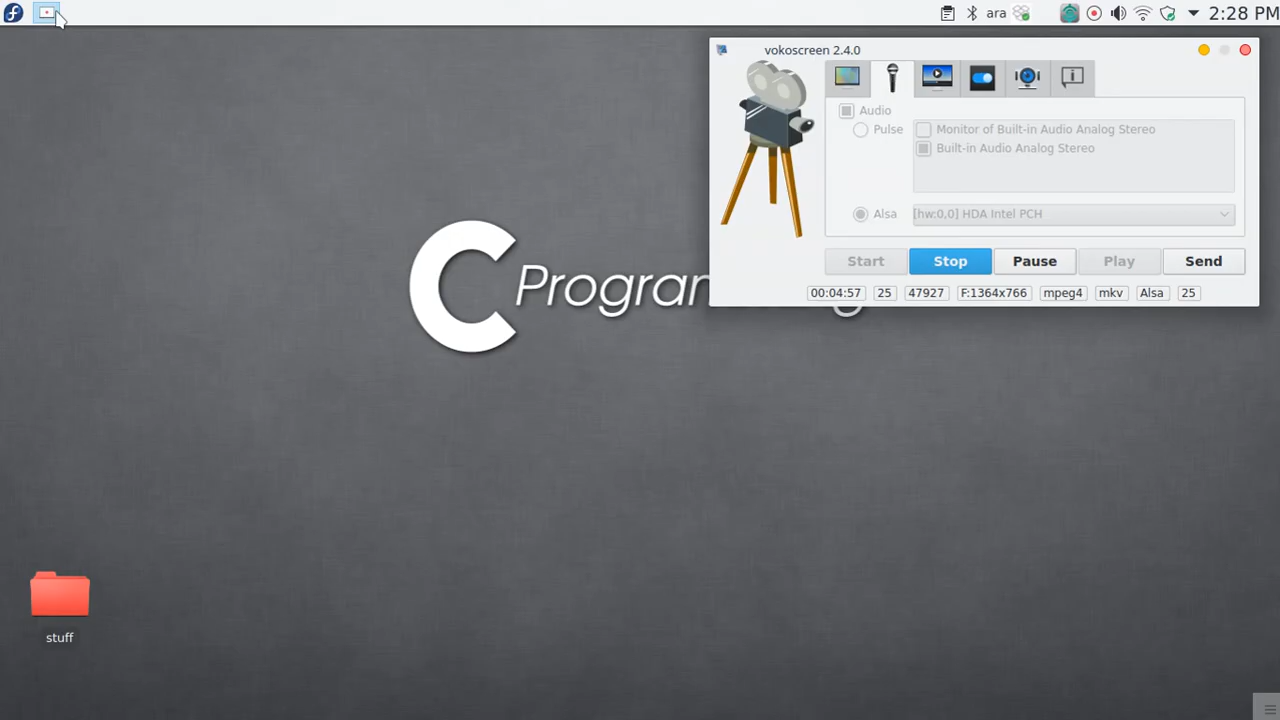 ara
2:28 PM
vokoscreen 2.4.0
Audio
Pulse
Monitor of Built-in Audio Analog Stereo
Built-in Audio Analog Stereo
Alsa
[hw:0,0] HDA Intel PCH
Start Stop Pause Play Send
00:04:57 25 47927 F:1364x766 mpeg4 mkv Alsa 25
C
stuff